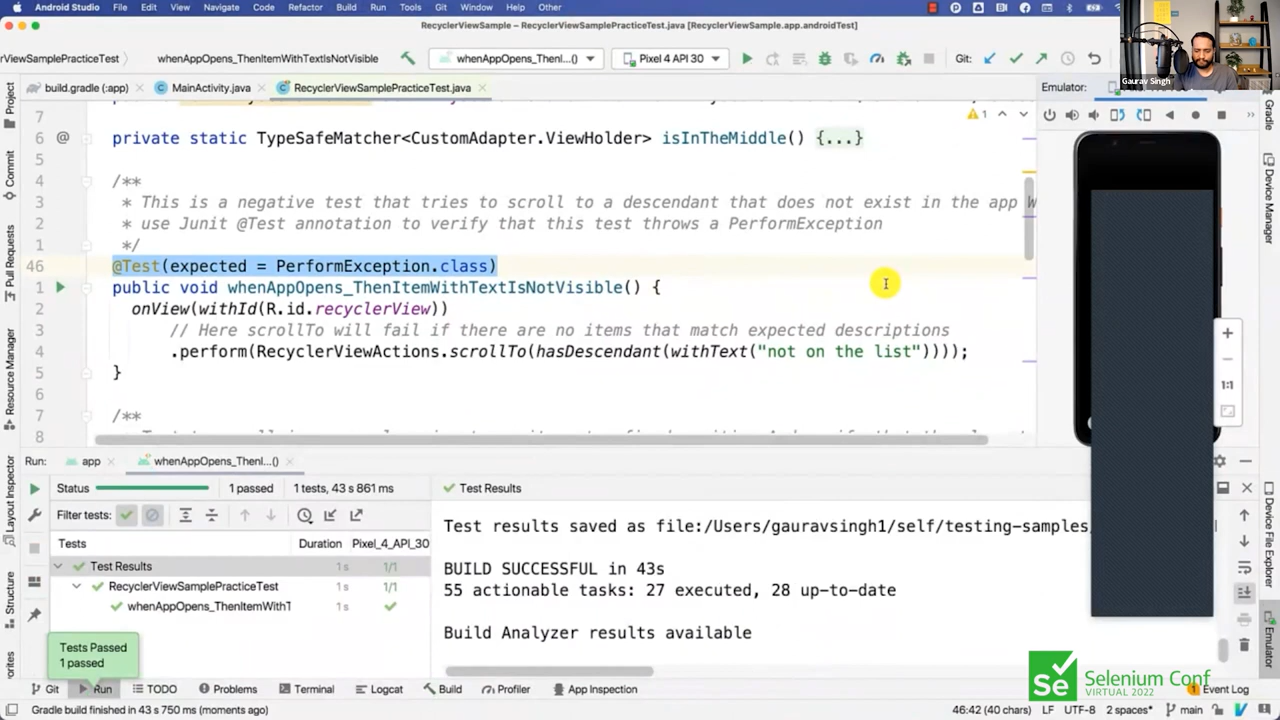 Android Studio File Edit View Navigate Code Refactor Build Run Tools Git Window Help Other
RecyclerViewSample – RecyclerViewSamplePracticeTest.java [RecyclerViewSample.app.androidTest]
rViewSamplePracticeTest whenAppOpens_ThenItemWithTextIsNotVisible whenAppOpens_ThenI...() Pixel 4 API 30 Git:
Gaurav Singh
build.gradle (:app) MainActivity.java RecyclerViewSamplePracticeTest.java Emulator:
7
6 @ private static TypeSafeMatcher<CustomAdapter.ViewHolder> isInTheMiddle() {...} 1
5
4 /**
3 * This is a negative test that tries to scroll to a descendant that does not exist in the app W
2 * use Junit @Test annotation to verify that this test throws a PerformException
1 */
46 @Test(expected = PerformException.class)
1 public void whenAppOpens_ThenItemWithTextIsNotVisible() {
2 onView(withId(R.id.recyclerView))
3 // Here scrollTo will fail if there are no items that match expected descriptions
4 .perform(RecyclerViewActions.scrollTo(hasDescendant(withText("not on the list"))));
5 }
6
7 /**
8
1:1
Project
Commit
Pull Requests
Resource Manager
Layout Inspector
Structure
Gradle
Device Manager
Device File Explorer
Emulator
Run: app whenAppOpens_ThenI...()
Status 1 passed 1 tests, 43 s 861 ms Test Results
Filter tests:
Tests Duration Pixel_4_API_30
Test Results 1 s 1/1
RecyclerViewSamplePracticeTest 1 s 1/1
whenAppOpens_ThenItemWithT 1 s
Test results saved as file:/Users/gauravsingh1/self/testing-samples/
BUILD SUCCESSFUL in 43s
55 actionable tasks: 27 executed, 28 up-to-date
Build Analyzer results available
Tests Passed
1 passed
Se Selenium Conf
VIRTUAL 2022
Git Run TODO Problems Terminal Logcat Build Profiler App Inspection 1 Event Log
Gradle build finished in 43 s 750 ms (moments ago) 46:42 (40 chars) LF UTF-8 2 spaces* main